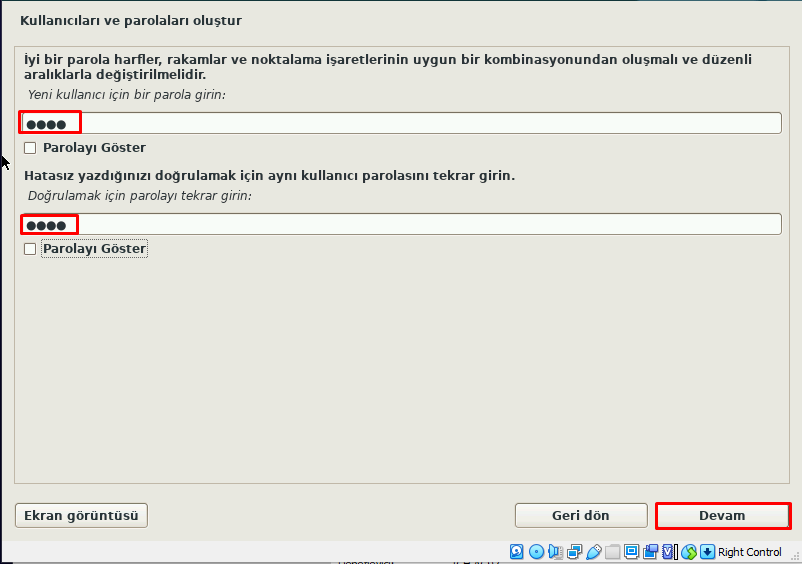 Kullanıcıları ve parolaları oluştur
İyi bir parola harfler, rakamlar ve noktalama işaretlerinin uygun bir kombinasyonundan oluşmalı ve düzenli
aralıklarla değiştirilmelidir.
Yeni kullanıcı için bir parola girin:
●●●●
Parolayı Göster
Hatasız yazdığınızı doğrulamak için aynı kullanıcı parolasını tekrar girin.
Doğrulamak için parolayı tekrar girin:
●●●●
Parolayı Göster
Ekran görüntüsü
Geri dön
Devam
Right Control